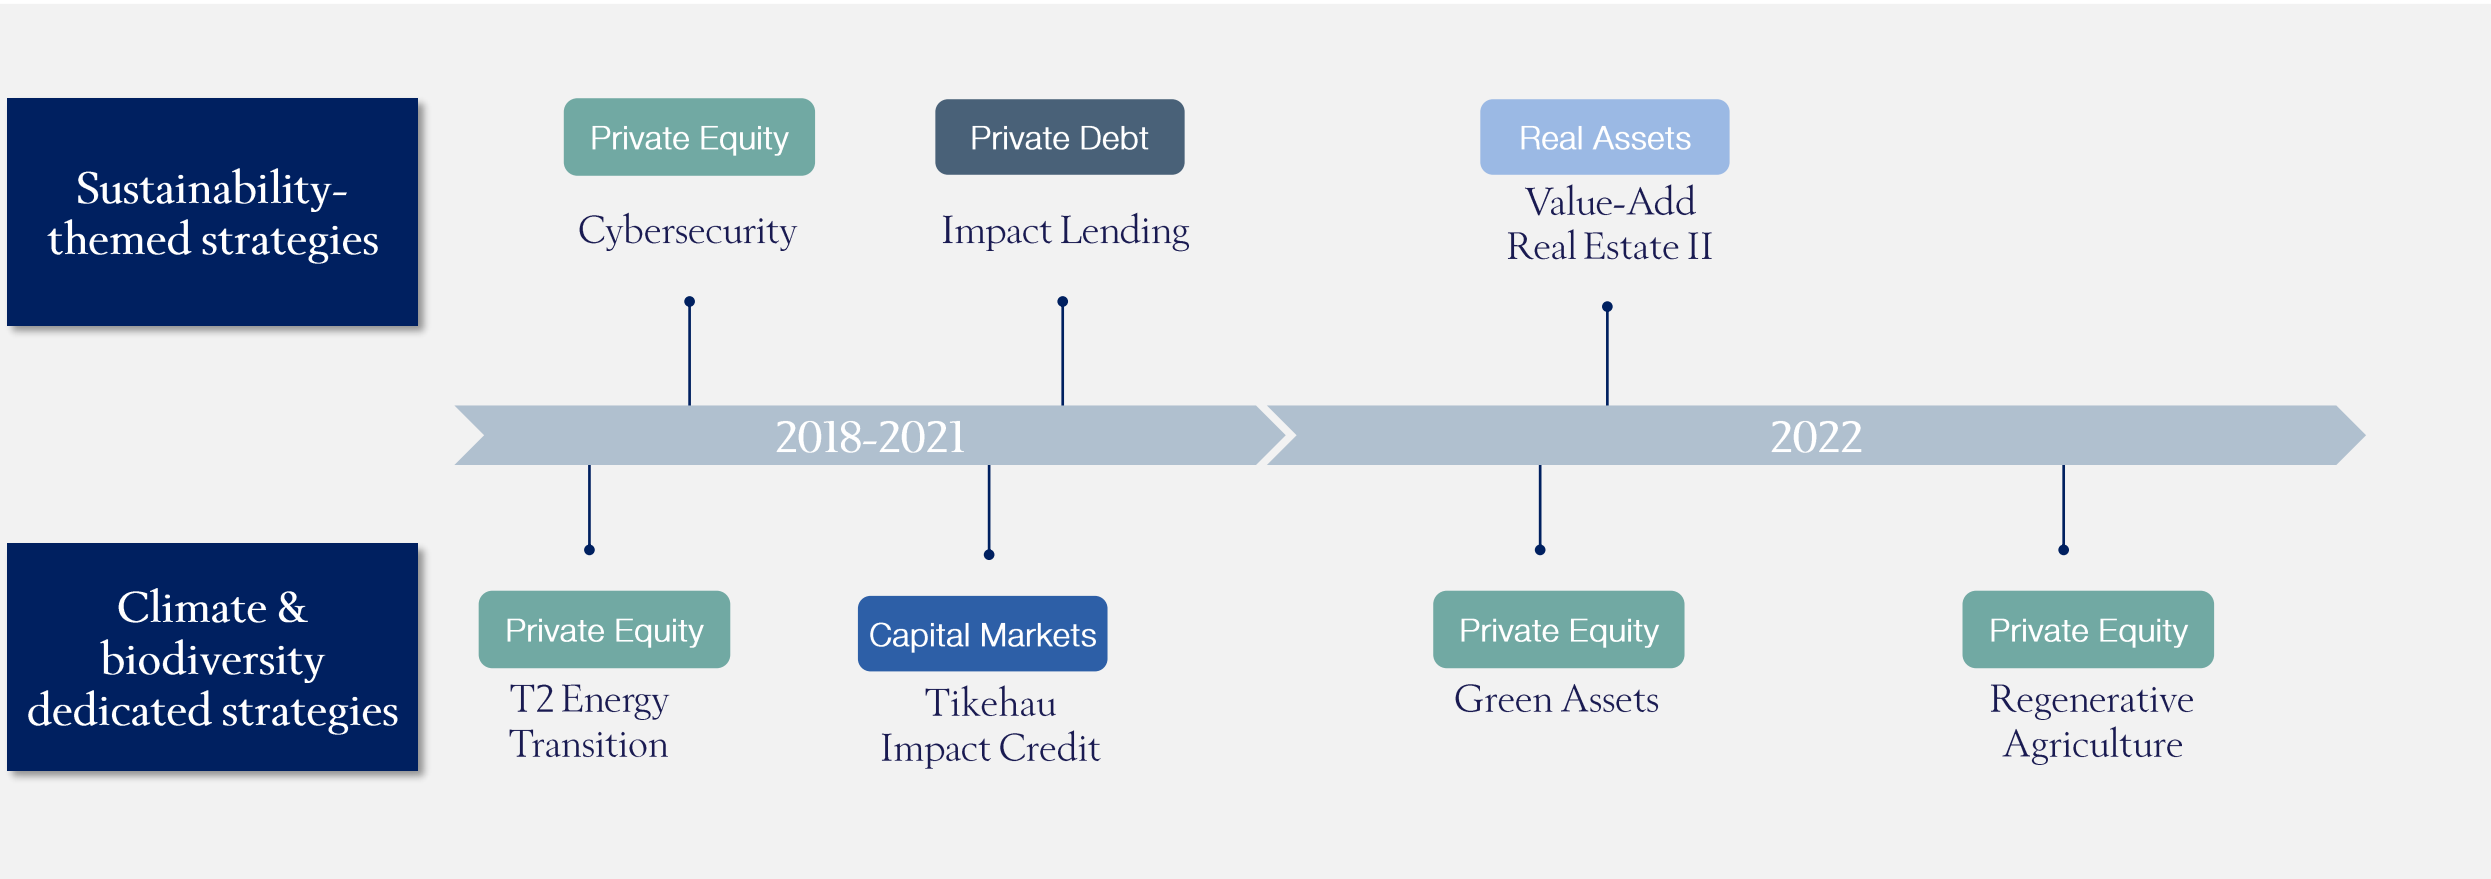 Sustainability-
themed strategies
Private Equity
Cybersecurity
Private Debt
Impact Lending
Real Assets
Value-Add
Real Estate II
2018-2021
2022
Climate &
biodiversity
dedicated strategies
Private Equity
T2 Energy
Transition
Capital Markets
Tikehau
Impact Credit
Private Equity
Green Assets
Private Equity
Regenerative
Agriculture